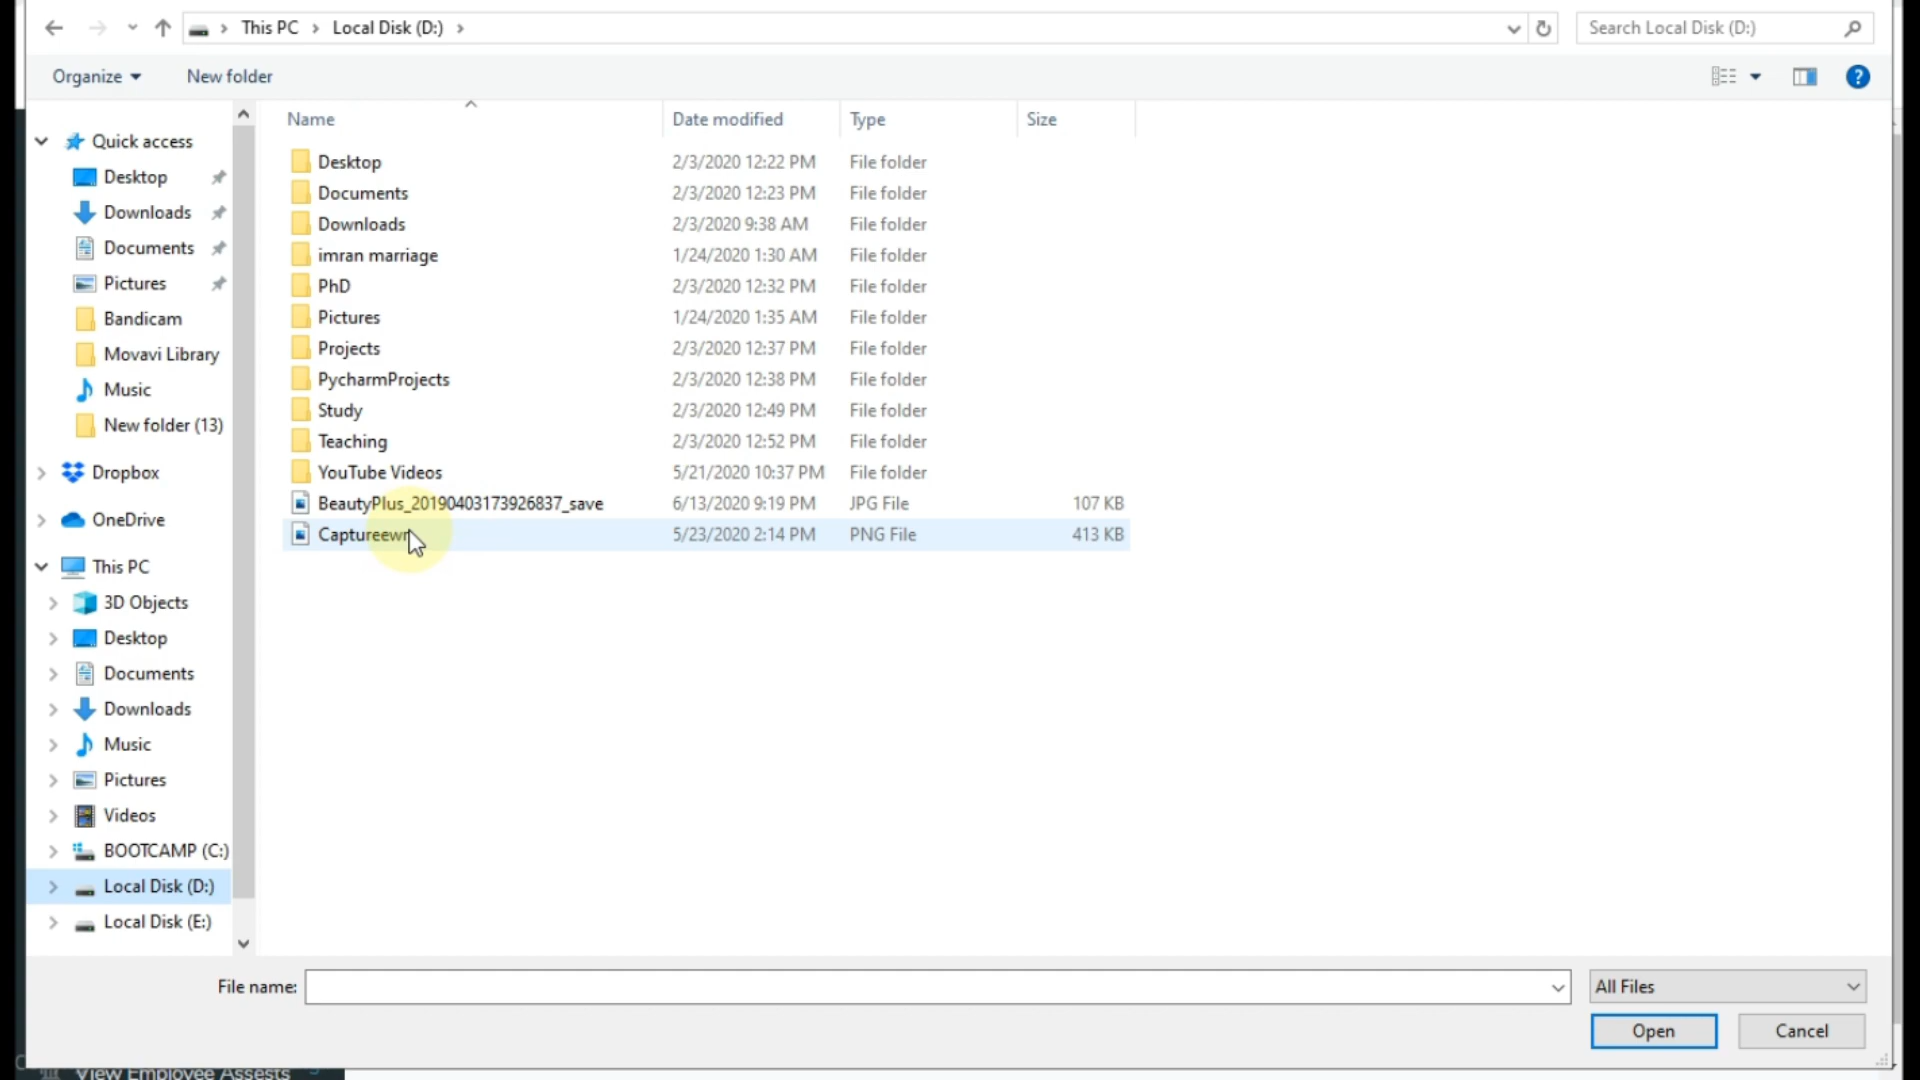 This PC > Local Disk (D:) >
Search Local Disk (D:)
Organize
New folder
Name
Date modified
Type
Size
Quick access
Desktop
Downloads
Documents
Pictures
Bandicam
Movavi Library
Music
New folder (13)
Dropbox
OneDrive
This PC
3D Objects
Desktop
Documents
Downloads
Music
Pictures
Videos
BOOTCAMP (C:)
Local Disk (D:)
Local Disk (E:)
Desktop 2/3/2020 12:22 PM File folder
Documents 2/3/2020 12:23 PM File folder
Downloads 2/3/2020 9:38 AM File folder
imran marriage 1/24/2020 1:30 AM File folder
PhD 2/3/2020 12:32 PM File folder
Pictures 1/24/2020 1:35 AM File folder
Projects 2/3/2020 12:37 PM File folder
PycharmProjects 2/3/2020 12:38 PM File folder
Study 2/3/2020 12:49 PM File folder
Teaching 2/3/2020 12:52 PM File folder
YouTube Videos 5/21/2020 10:37 PM File folder
BeautyPlus_20190403173926837_save 6/13/2020 9:19 PM JPG File 107 KB
5/23/2020 2:14 PM PNG File 413 KB
File name:
All Files
Open
Cancel
View Employee Assests